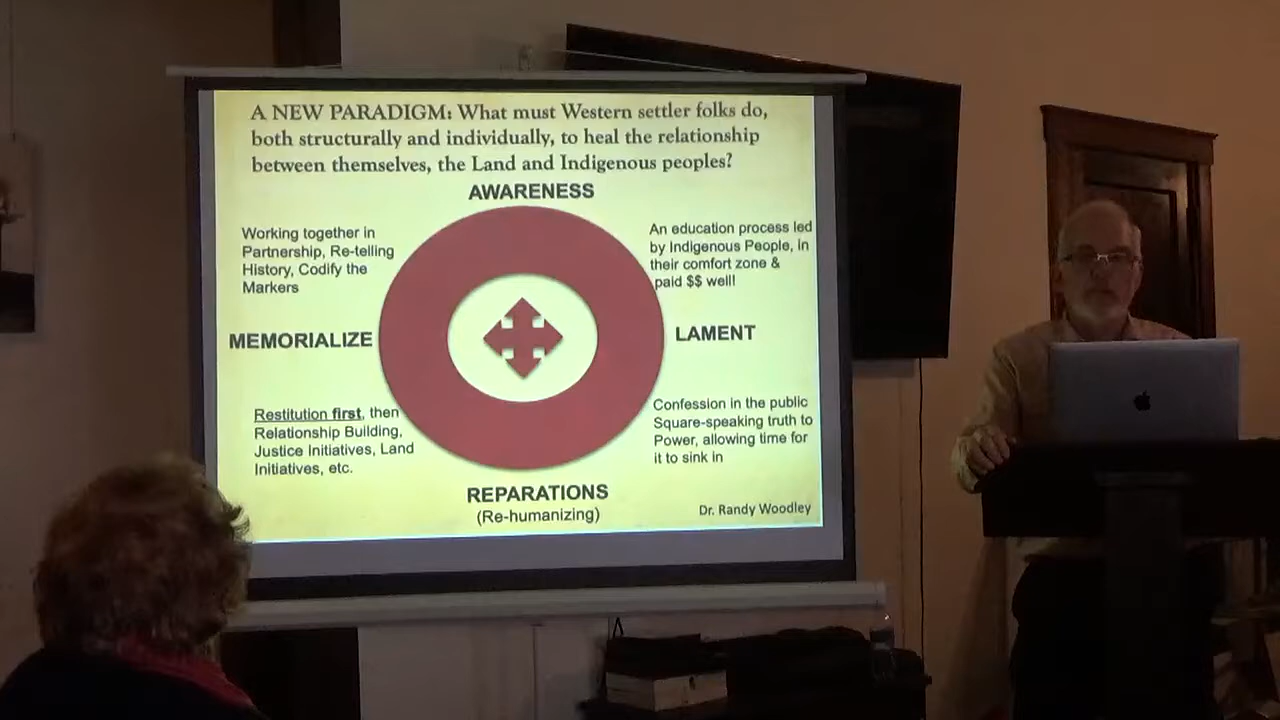 A NEW PARADIGM: What must Western settler folks do,
both structurally and individually, to heal the relationship
between themselves, the Land and Indigenous peoples?
AWARENESS
Working together in
Partnership, Re-telling
History, Codify the
Markers
An education process led
by Indigenous People, in
their comfort zone &
paid $$ well!
MEMORIALIZE
LAMENT
Restitution first, then
Relationship Building,
Justice Initiatives, Land
Initiatives, etc.
Confession in the public
Square-speaking truth to
Power, allowing time for
it to sink in
REPARATIONS
(Re-humanizing)
Dr. Randy Woodley